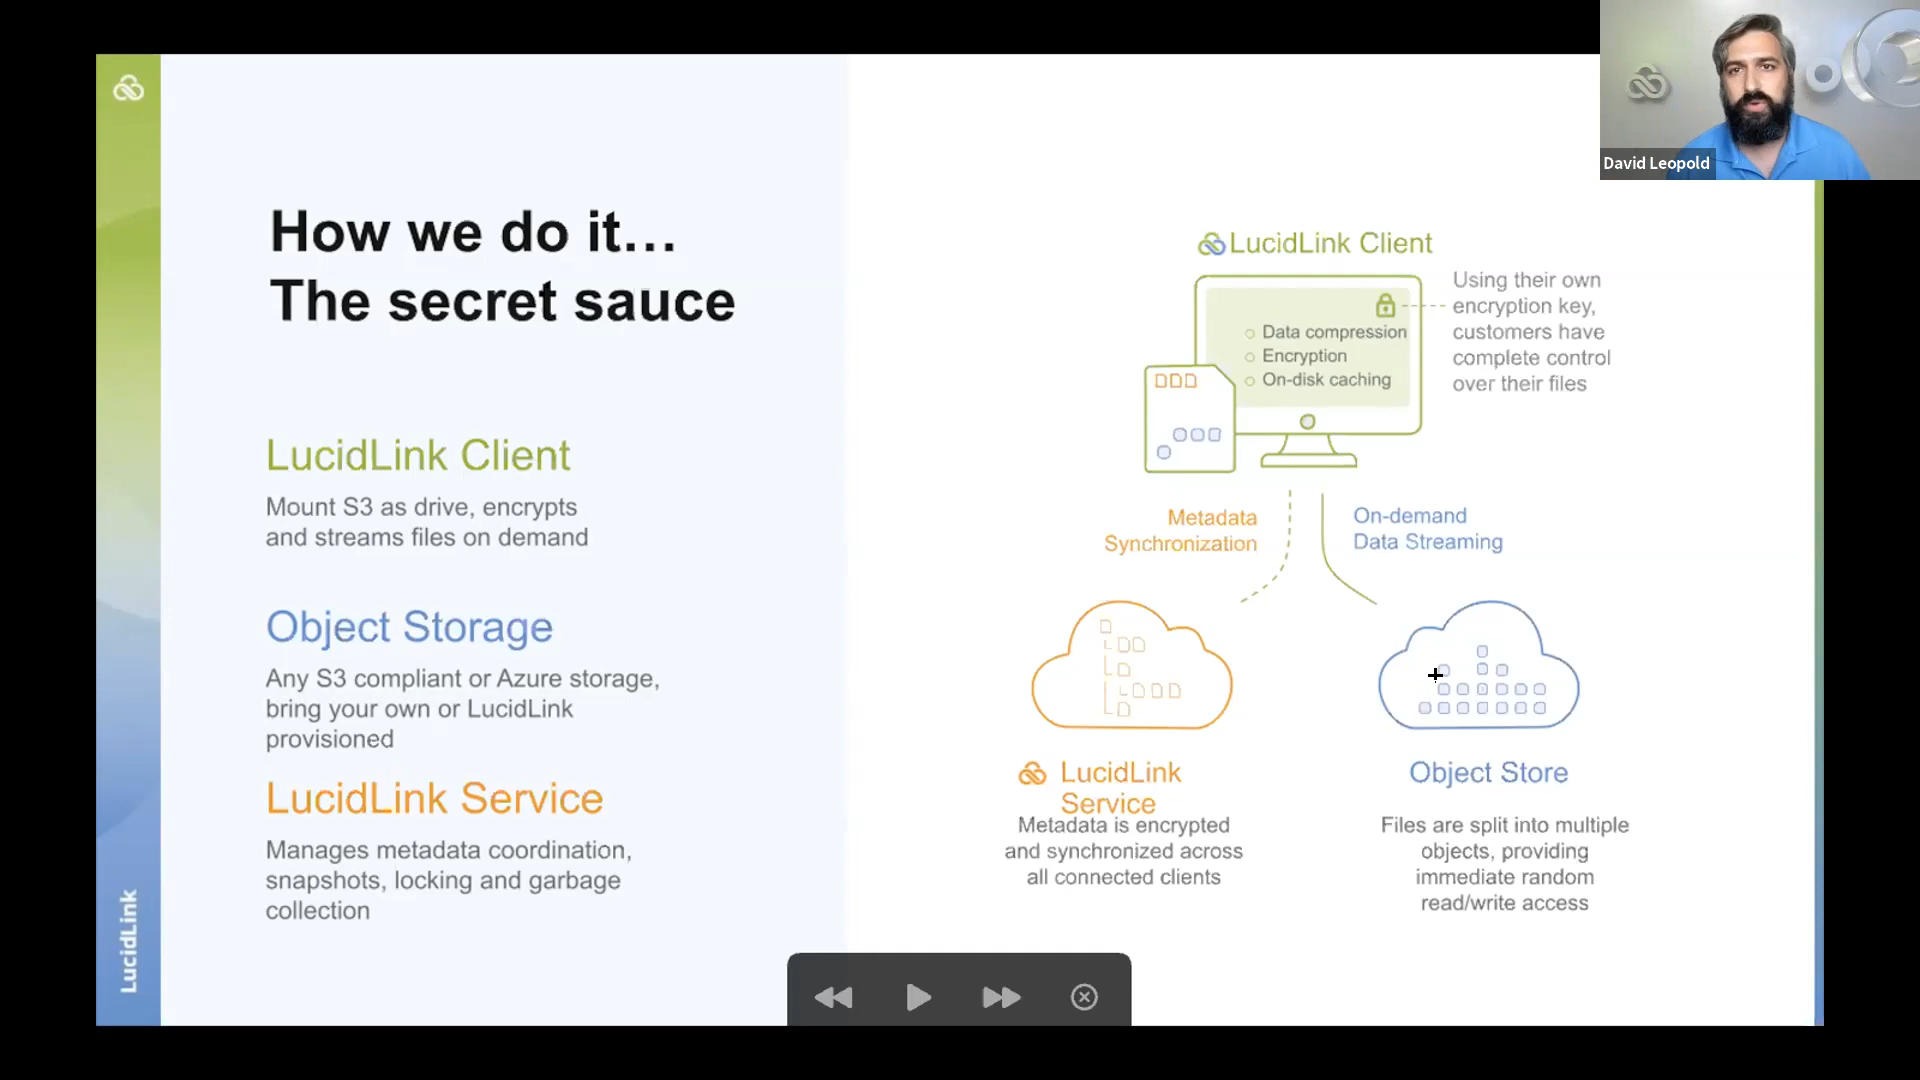 David Leopold
How we do it...
The secret sauce
LucidLink Client
Mount S3 as drive, encrypts
and streams files on demand
Object Storage
Any S3 compliant or Azure storage,
bring your own or LucidLink
provisioned
LucidLink Service
Manages metadata coordination,
snapshots, locking and garbage
collection
LucidLink
LucidLink Client
Data compression
Encryption
On-disk caching
Using their own
encryption key,
customers have
complete control
over their files
Metadata
Synchronization
On-demand
Data Streaming
LucidLink
Service
Metadata is encrypted
and synchronized across
all connected clients
Object Store
Files are split into multiple
objects, providing
immediate random
read/write access